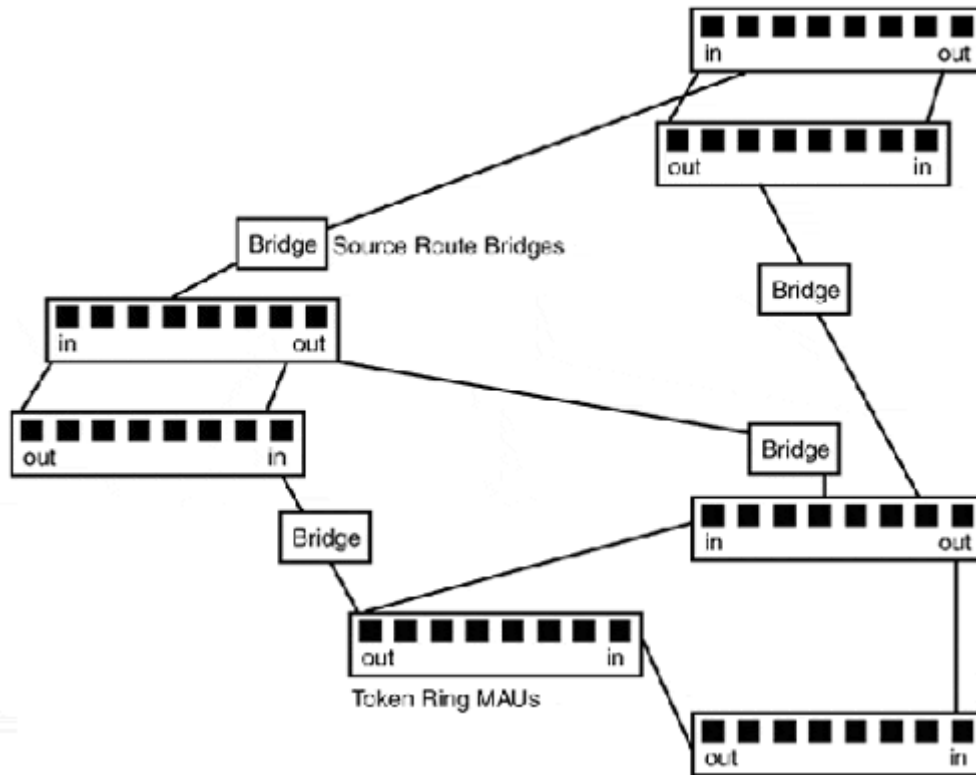 in out
out in
Bridge Source Route Bridges
Bridge
in out
out in
Bridge
Bridge
in out
out in
Token Ring MAUs
out in